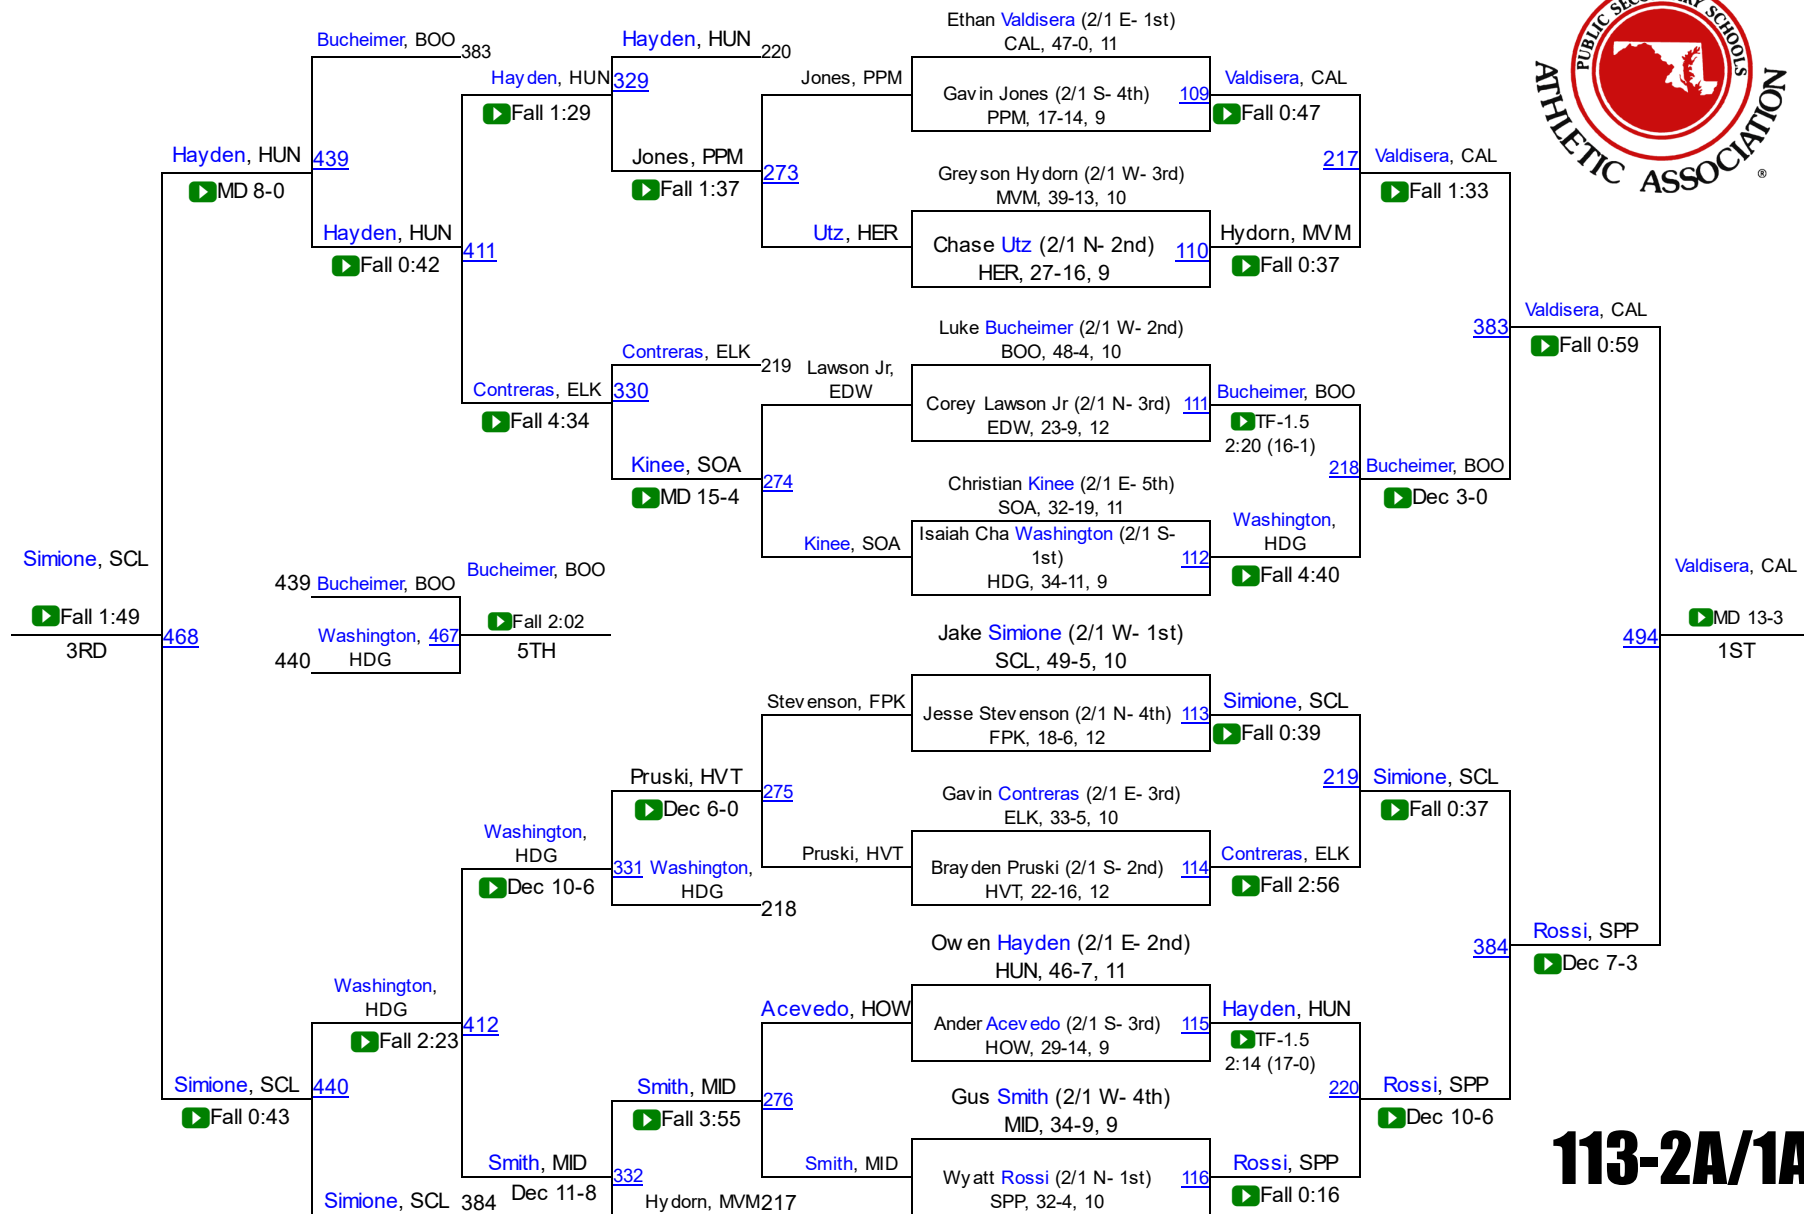 PUBLIC SECONDARY SCHOOLS
ATHLETIC ASSOCIATION
®
Bucheimer, BOO
383
Hayden, HUN
439
MD 8-0
Hayden, HUN
Fall 0:42
Hayden, HUN
329
Fall 1:29
411
Hayden, HUN
220
Jones, PPM
Fall 1:37
273
Jones, PPM
Utz, HER
Contreras, ELK
330
Fall 4:34
Contreras, ELK
219
Kinee, SOA
MD 15-4
274
Lawson Jr,
EDW
Kinee, SOA
Ethan Valdisera (2/1 E- 1st)
CAL, 47-0, 11
Gavin Jones (2/1 S- 4th)
PPM, 17-14, 9
109
Valdisera, CAL
Fall 0:47
Greyson Hydorn (2/1 W- 3rd)
MVM, 39-13, 10
Chase Utz (2/1 N- 2nd)
HER, 27-16, 9
110
Hydorn, MVM
Fall 0:37
217
Valdisera, CAL
Fall 1:33
Luke Bucheimer (2/1 W- 2nd)
BOO, 48-4, 10
Corey Lawson Jr (2/1 N- 3rd)
EDW, 23-9, 12
111
Bucheimer, BOO
TF-1.5
2:20 (16-1)
Christian Kinee (2/1 E- 5th)
SOA, 32-19, 11
Isaiah Cha Washington (2/1 S-
1st)
HDG, 34-11, 9
112
Washington,
HDG
Fall 4:40
218
Bucheimer, BOO
Dec 3-0
383
Valdisera, CAL
Fall 0:59
Simione, SCL
Fall 1:49
3RD
468
439
Bucheimer, BOO
440
Washington,
HDG
467
Bucheimer, BOO
Fall 2:02
5TH
Valdisera, CAL
MD 13-3
1ST
494
Jake Simione (2/1 W- 1st)
SCL, 49-5, 10
Stevenson, FPK
Jesse Stevenson (2/1 N- 4th)
FPK, 18-6, 12
113
Simione, SCL
Fall 0:39
Gavin Contreras (2/1 E- 3rd)
ELK, 33-5, 10
Pruski, HVT
Brayden Pruski (2/1 S- 2nd)
HVT, 22-16, 12
114
Contreras, ELK
Fall 2:56
219
Simione, SCL
Fall 0:37
Pruski, HVT
Dec 6-0
275
Washington,
HDG
Dec 10-6
331
Washington,
HDG
218
Owen Hayden (2/1 E- 2nd)
HUN, 46-7, 11
Acevedo, HOW
Ander Acevedo (2/1 S- 3rd)
HOW, 29-14, 9
115
Hayden, HUN
TF-1.5
2:14 (17-0)
Gus Smith (2/1 W- 4th)
MID, 34-9, 9
Smith, MID
Wyatt Rossi (2/1 N- 1st)
SPP, 32-4, 10
116
Rossi, SPP
Fall 0:16
220
Rossi, SPP
Dec 10-6
384
Rossi, SPP
Dec 7-3
Washington,
HDG
Fall 2:23
412
Simione, SCL
440
Fall 0:43
Smith, MID
Fall 3:55
276
Smith, MID
Dec 11-8
332
Simione, SCL
384
Hydorn, MVM
217
113-2A/1A